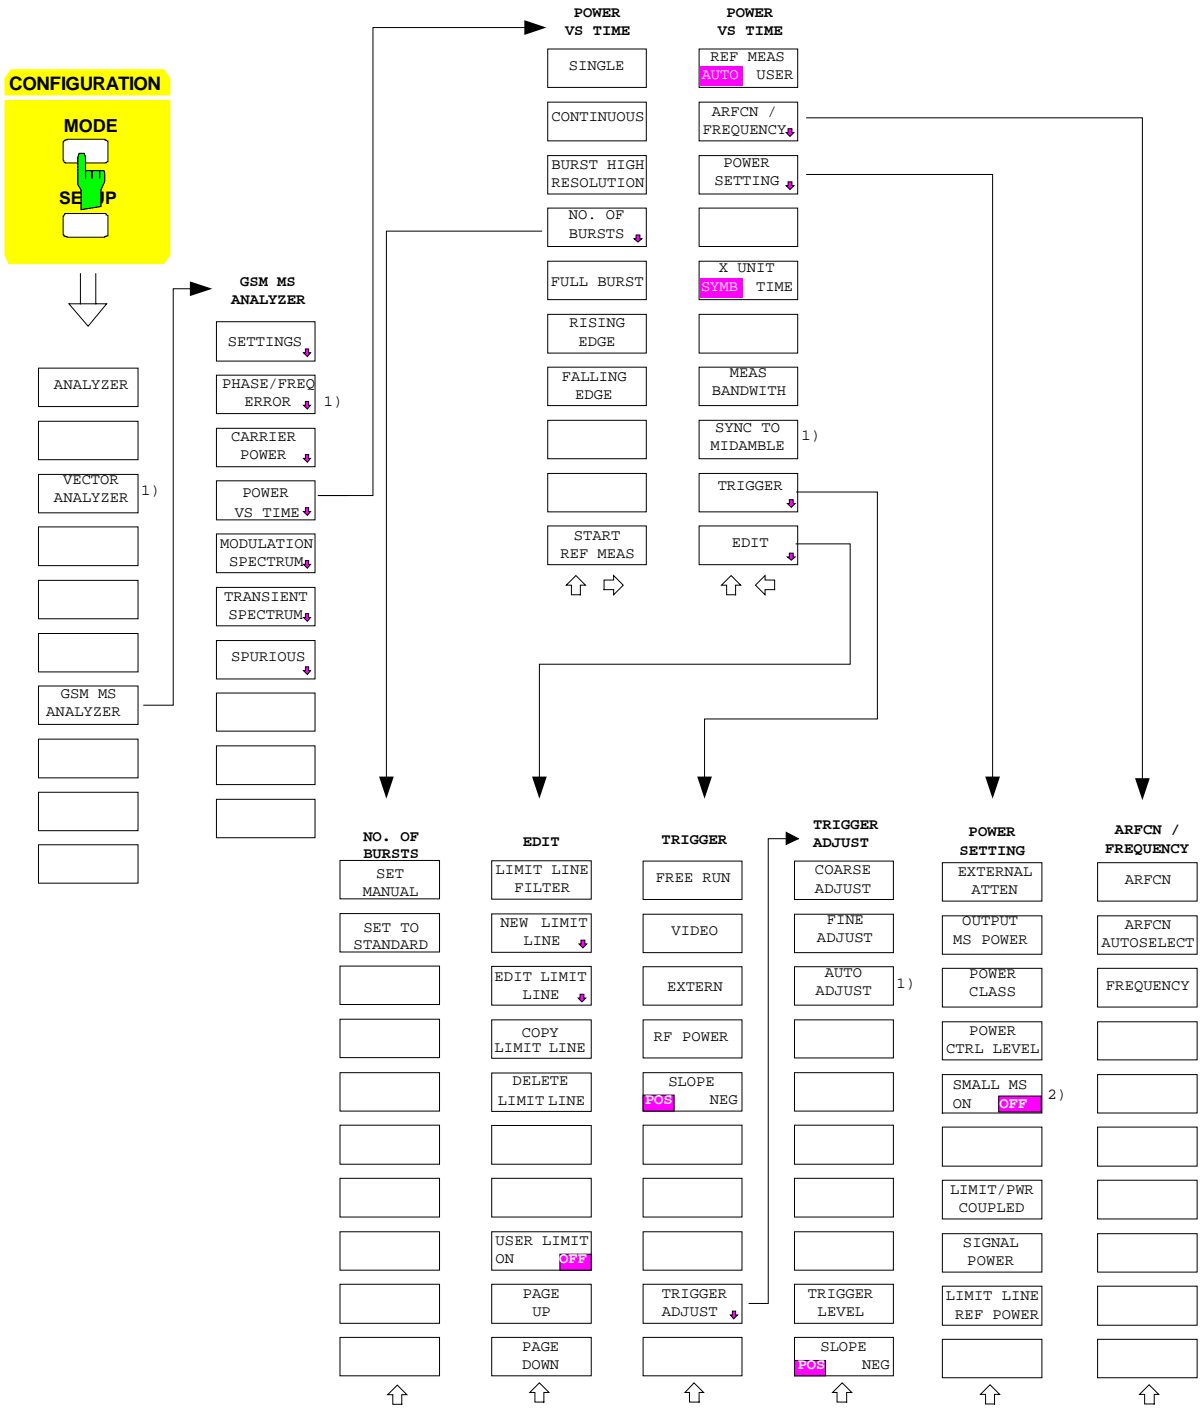 CONFIGURATION
MODE
SE UP
ANALYZER
VECTOR
ANALYZER
1)
GSM MS
ANALYZER
GSM MS
ANALYZER
SETTINGS
PHASE/FREQ
ERROR
1)
CARRIER
POWER
POWER
VS TIME
MODULATION
SPECTRUM
TRANSIENT
SPECTRUM
SPURIOUS
POWER
VS TIME
SINGLE
CONTINUOUS
BURST HIGH
RESOLUTION
NO. OF
BURSTS
FULL BURST
RISING
EDGE
FALLING
EDGE
START
REF MEAS
POWER
VS TIME
REF MEAS
AUTO USER
ARFCN /
FREQUENCY
POWER
SETTING
X UNIT
SYMB TIME
MEAS
BANDWITH
SYNC TO
MIDAMBLE
1)
TRIGGER
EDIT
NO. OF
BURSTS
SET
MANUAL
SET TO
STANDARD
EDIT
LIMIT LINE
FILTER
NEW LIMIT
LINE
EDIT LIMIT
LINE
COPY
LIMIT LINE
DELETE
LIMIT LINE
USER LIMIT
ON OFF
PAGE
UP
PAGE
DOWN
TRIGGER
FREE RUN
VIDEO
EXTERN
RF POWER
SLOPE
POS NEG
TRIGGER
ADJUST
TRIGGER
ADJUST
COARSE
ADJUST
FINE
ADJUST
AUTO
ADJUST
1)
TRIGGER
LEVEL
SLOPE
POS NEG
POWER
SETTING
EXTERNAL
ATTEN
OUTPUT
MS POWER
POWER
CLASS
POWER
CTRL LEVEL
SMALL MS
ON OFF
2)
LIMIT/PWR
COUPLED
SIGNAL
POWER
LIMIT LINE
REF POWER
ARFCN /
FREQUENCY
ARFCN
ARFCN
AUTOSELECT
FREQUENCY